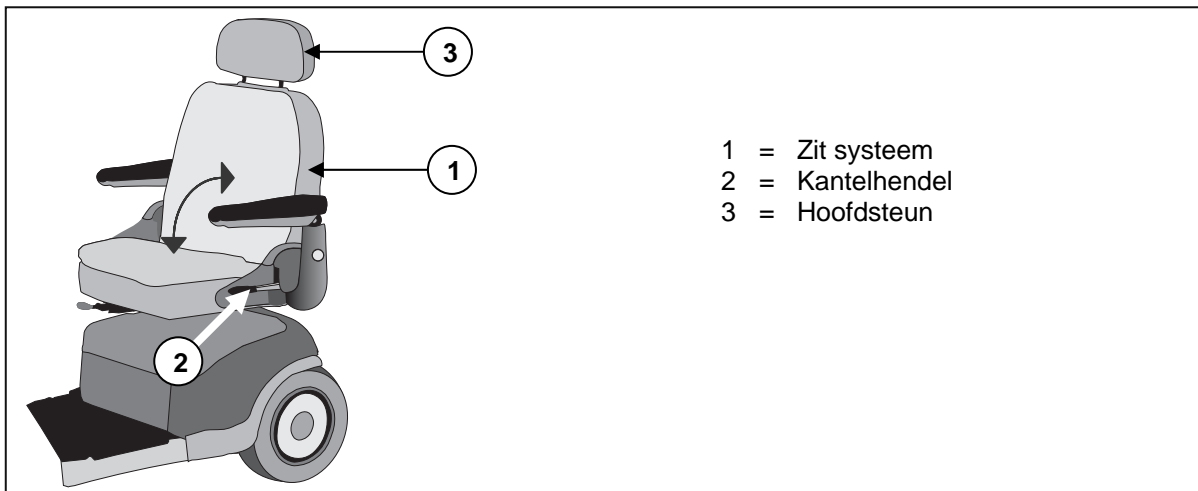 3
1
2
1 = Zit systeem
2 = Kantelhendel
3 = Hoofdsteun